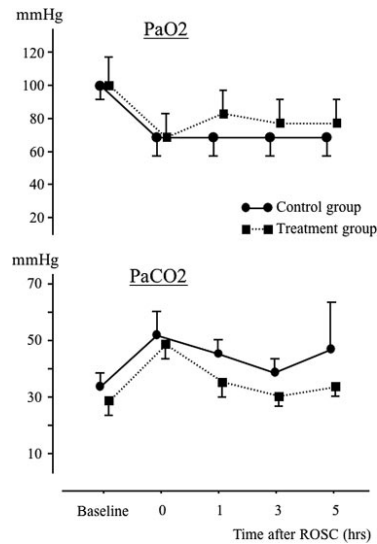 mmHg
PaO2
120
100
80
60
40
20
Control group
Treatment group
mmHg
PaCO2
70
50
30
10
Baseline 0 1 3 5
Time after ROSC (hrs)